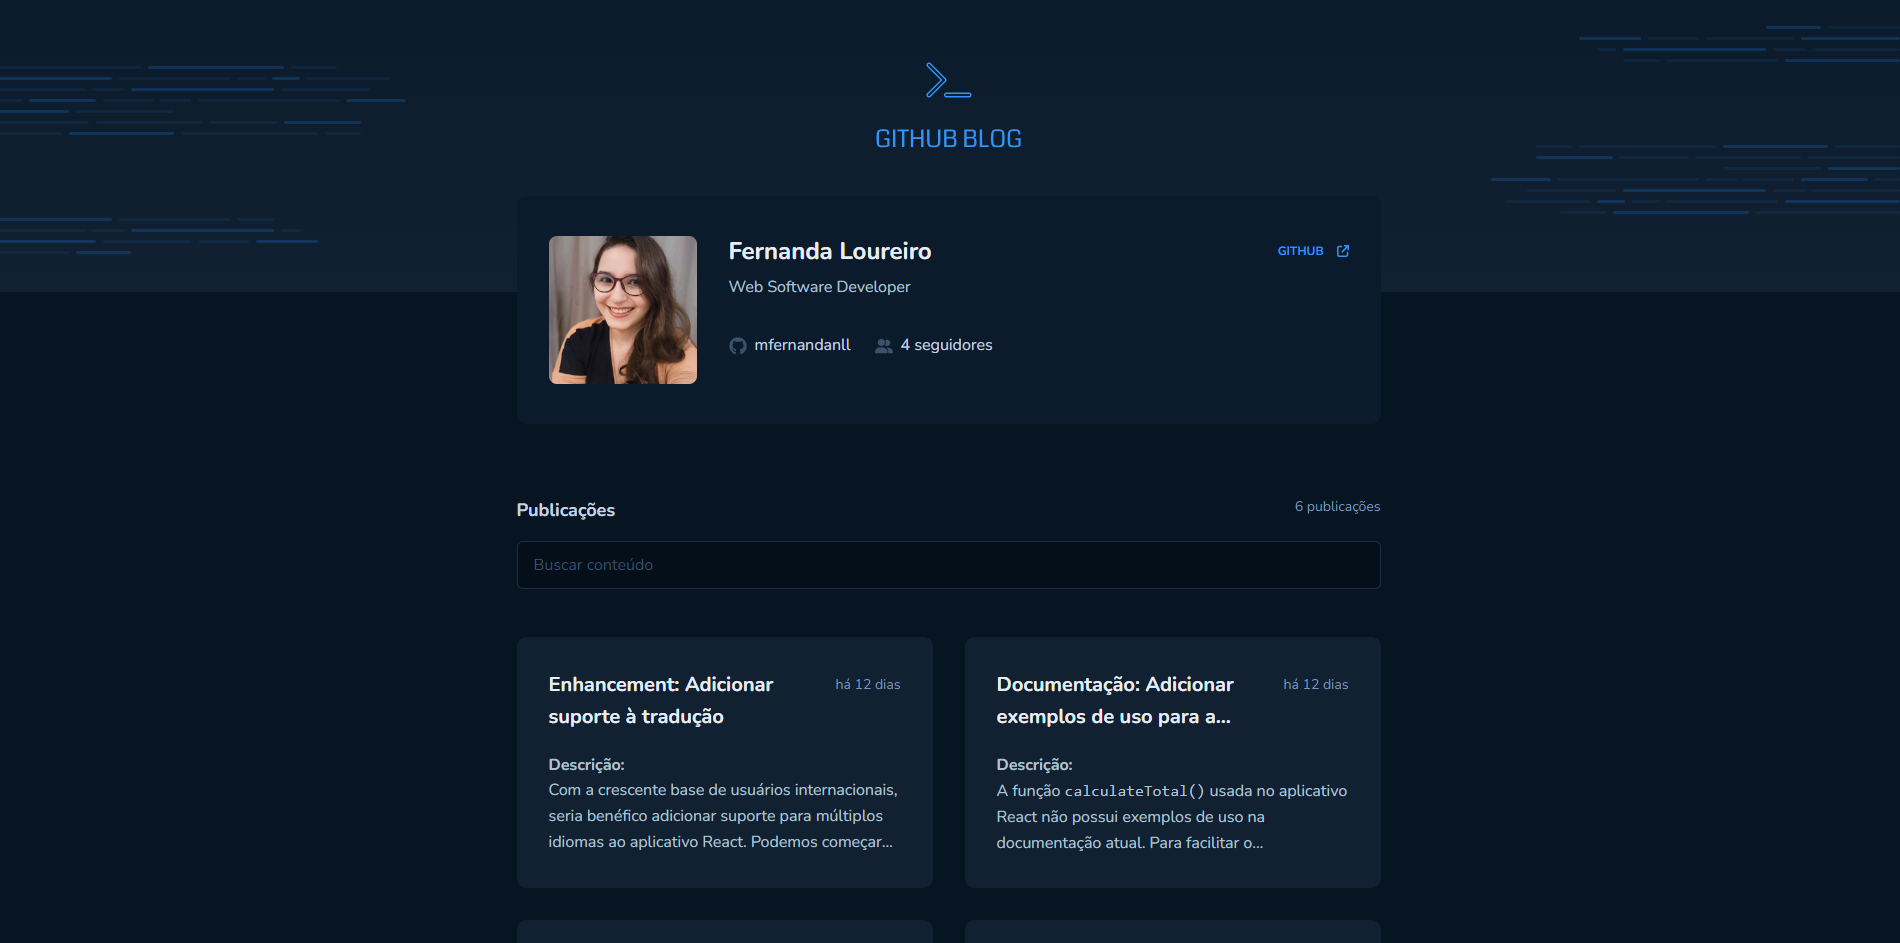 GITHUB BLOG
Fernanda Loureiro
GITHUB
Web Software Developer
mfernandanll
4 seguidores
Publicações
6 publicações
Buscar conteúdo
Enhancement: Adicionar
suporte à tradução
há 12 dias
Descrição:
Com a crescente base de usuários internacionais,
seria benéfico adicionar suporte para múltiplos
idiomas ao aplicativo React. Podemos começar...
Documentação: Adicionar
exemplos de uso para a...
há 12 dias
Descrição:
A função calculateTotal() usada no aplicativo
React não possui exemplos de uso na
documentação atual. Para facilitar o...